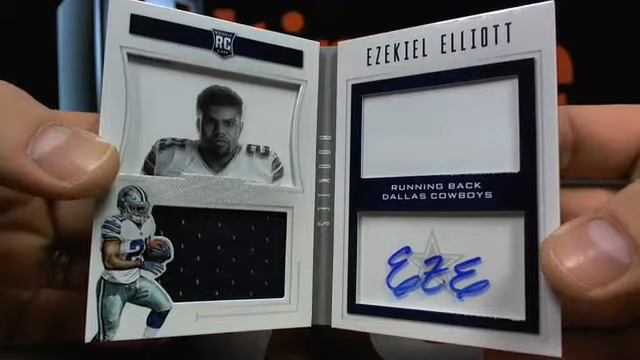 RC
ROOKIES
EZEKIEL ELLIOTT
RUNNING BACK
DALLAS COWBOYS
EZE